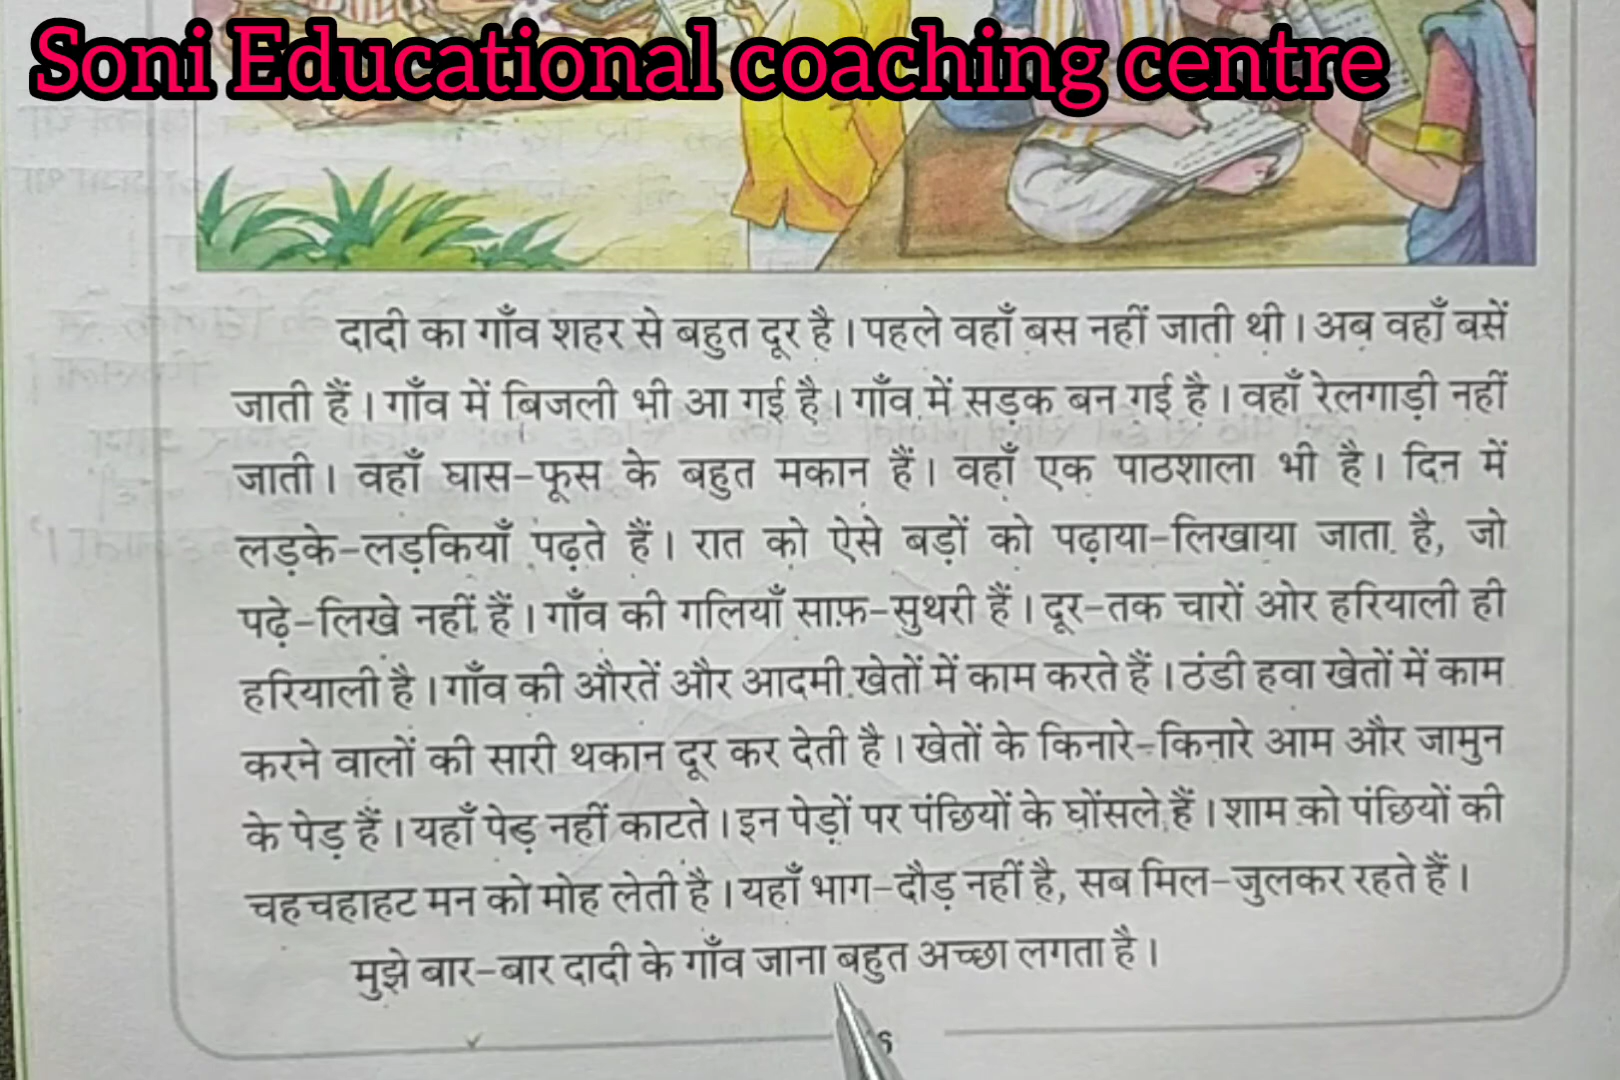 Soni Educational coaching centre
दादी का गाँव शहर से बहुत दूर है। पहले वहाँ बस नहीं जाती थी। अब वहाँ बसें
जाती हैं। गाँव में बिजली भी आ गई है। गाँव में सड़क बन गई है। वहाँ रेलगाड़ी नहीं
जाती। वहाँ घास-फूस के बहुत मकान हैं। वहाँ एक पाठशाला भी है। दिन में
लड़के-लड़कियाँ पढ़ते हैं। रात को ऐसे बड़ों को पढ़ाया-लिखाया जाता है, जो
पढ़े-लिखे नहीं हैं। गाँव की गलियाँ साफ़-सुथरी हैं। दूर-तक चारों ओर हरियाली ही
हरियाली है। गाँव की औरतें और आदमी खेतों में काम करते हैं। ठंडी हवा खेतों में काम
करने वालों की सारी थकान दूर कर देती है। खेतों के किनारे-किनारे आम और जामुन
के पेड़ हैं। यहाँ पेड़ नहीं काटते। इन पेड़ों पर पंछियों के घोंसले हैं। शाम को पंछियों की
चहचहाहट मन को मोह लेती है। यहाँ भाग-दौड़ नहीं है, सब मिल-जुलकर रहते हैं।
मुझे बार-बार दादी के गाँव जाना बहुत अच्छा लगता है।